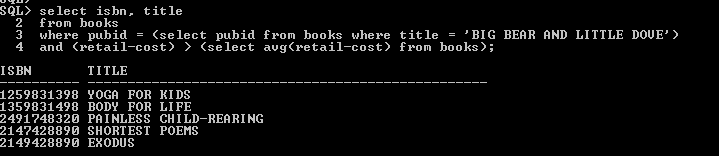 SQL> select isbn, title
2 from books
3 where pubid = (select pubid from books where title = 'BIG BEAR AND LITTLE DOVE')
4 and (retail-cost) > (select avg(retail-cost) from books);
ISBN TITLE
---------- --------------------------------------------------
1259831398 YOGA FOR KIDS
1359831498 BODY FOR LIFE
2491748320 PAINLESS CHILD-REARING
2147428890 SHORTEST POEMS
2149428890 EXODUS